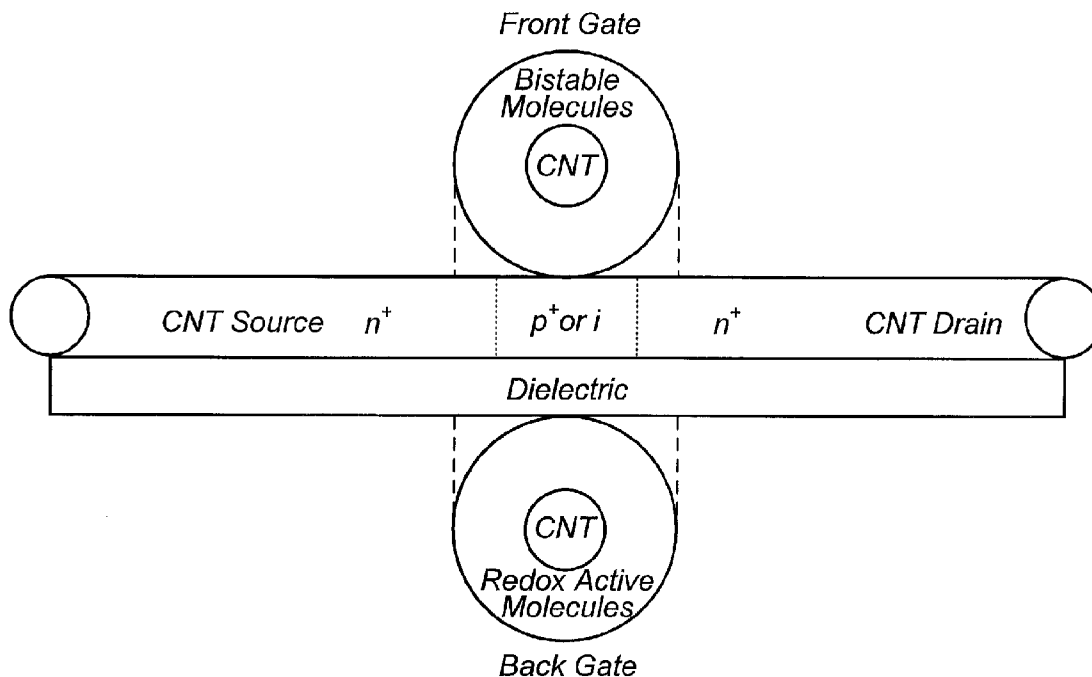 Front Gate
Bistable
Molecules
CNT
CNT Source n⁺ p⁺or i n⁺ CNT Drain
Dielectric
CNT
Redox Active
Molecules
Back Gate